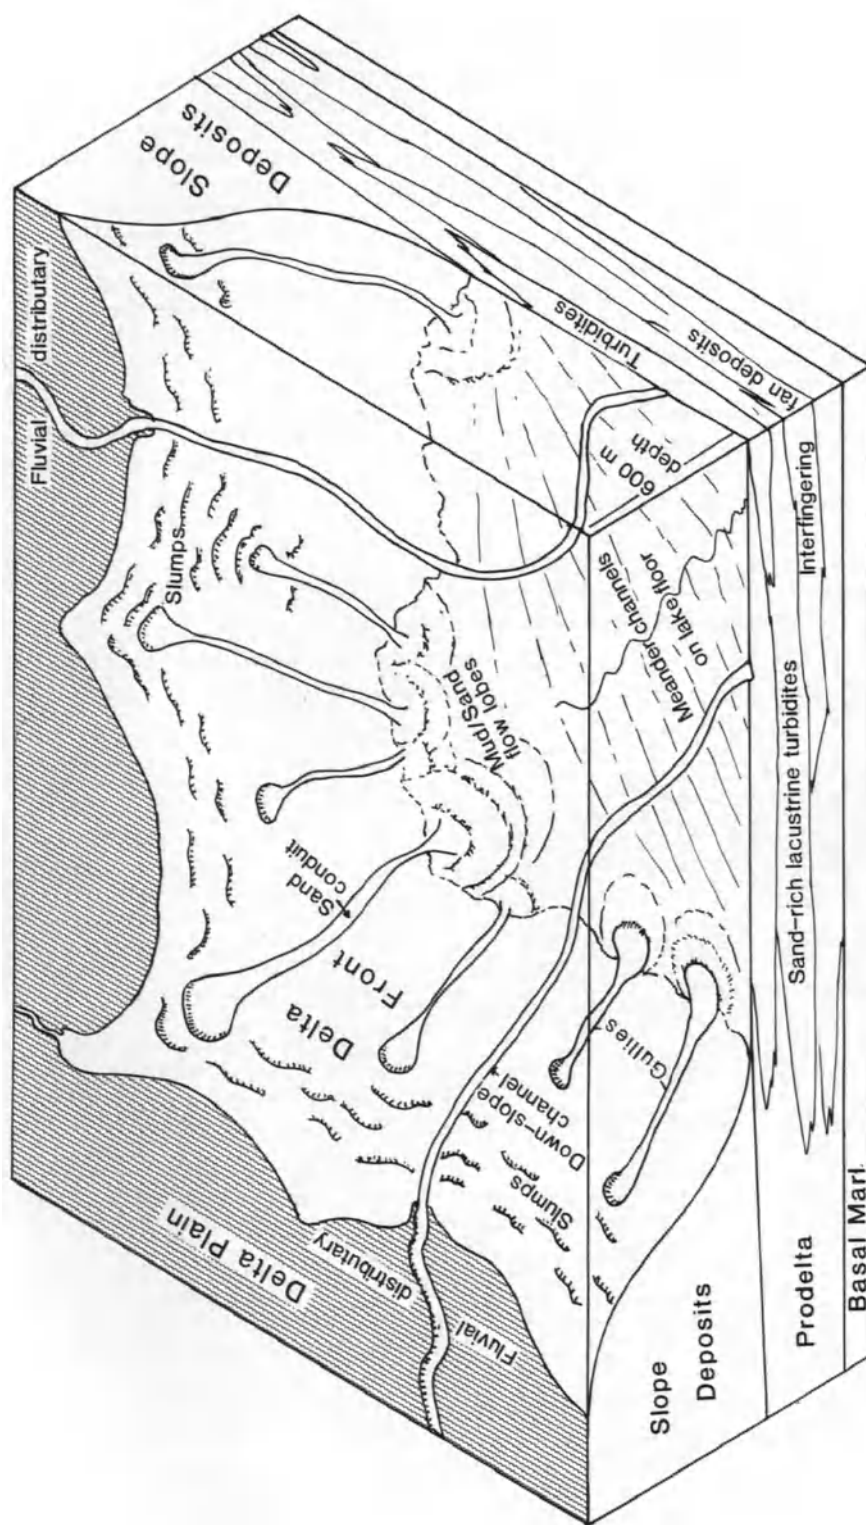 Slope
Deposits
Fluvial distributary
Slumps
Turbidites
fan deposits
600 m
depth
Interfingering
Meander channels
on lake floor
Mud/Sand
flow lobes
Sand-rich lacustrine turbidites
Sand
conduit
Delta Front
Gullies
Down-slope
channel
Slumps
Delta Plain
distributary
Fluvial
Slope
Deposits
Prodelta
Basal Marl